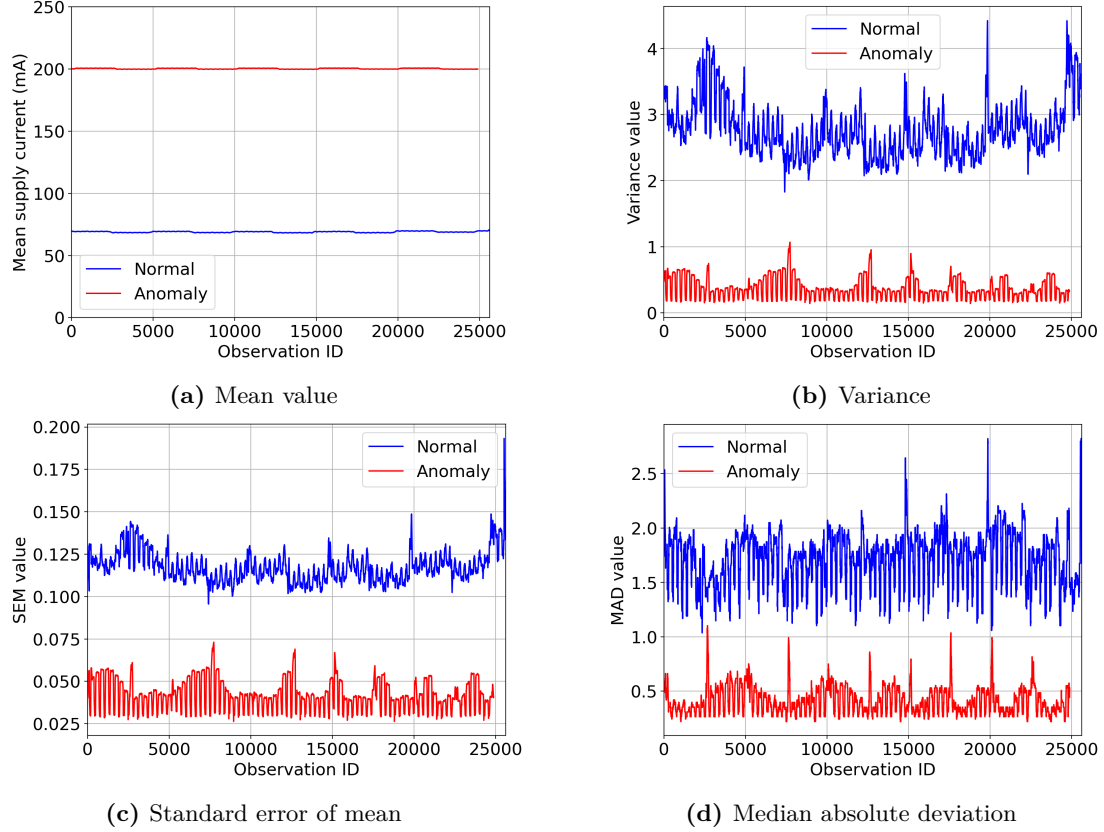 250
200
150
100
50
0
Mean supply current (mA)
Normal
Anomaly
0 5000 10000 15000 20000 25000
Observation ID
(a) Mean value
4
3
2
1
0
Variance value
Normal
Anomaly
0 5000 10000 15000 20000 25000
Observation ID
(b) Variance
0.200
0.175
0.150
0.125
0.100
0.075
0.050
0.025
SEM value
Normal
Anomaly
0 5000 10000 15000 20000 25000
Observation ID
(c) Standard error of mean
2.5
2.0
1.5
1.0
0.5
MAD value
Normal
Anomaly
0 5000 10000 15000 20000 25000
Observation ID
(d) Median absolute deviation